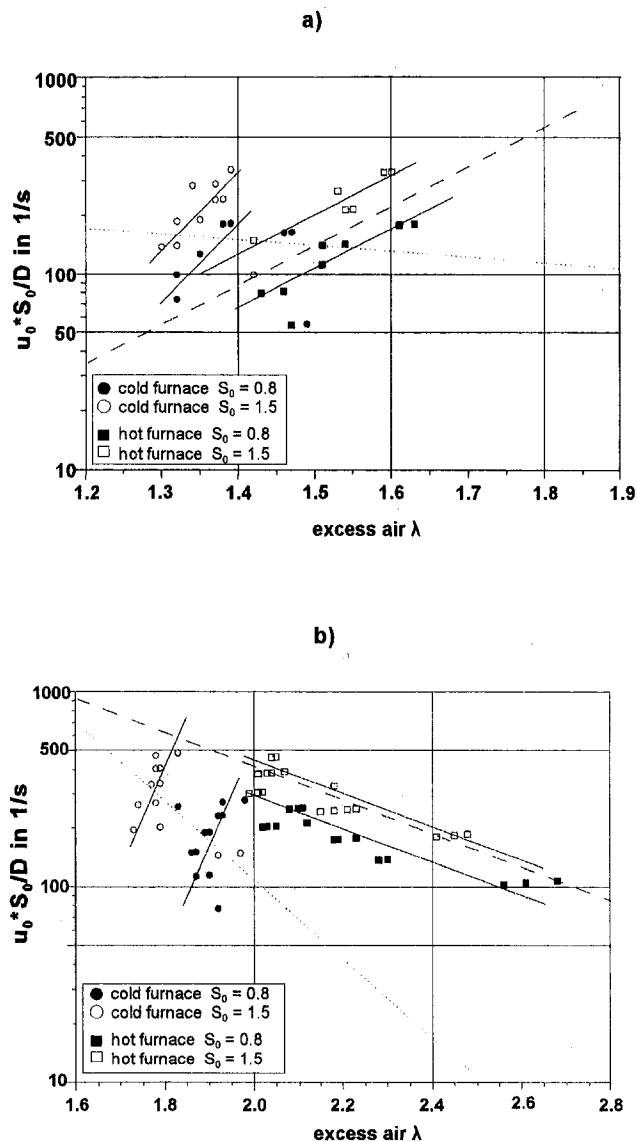 a)
1000
500
100
50
10
u₀*S₀/D in 1/s
cold furnace S₀ = 0.8
cold furnace S₀ = 1.5
hot furnace S₀ = 0.8
hot furnace S₀ = 1.5
1.2 1.3 1.4 1.5 1.6 1.7 1.8 1.9
excess air λ
b)
1000
500
100
10
u₀*S₀/D in 1/s
cold furnace S₀ = 0.8
cold furnace S₀ = 1.5
hot furnace S₀ = 0.8
hot furnace S₀ = 1.5
1.6 1.8 2.0 2.2 2.4 2.6 2.8
excess air λ